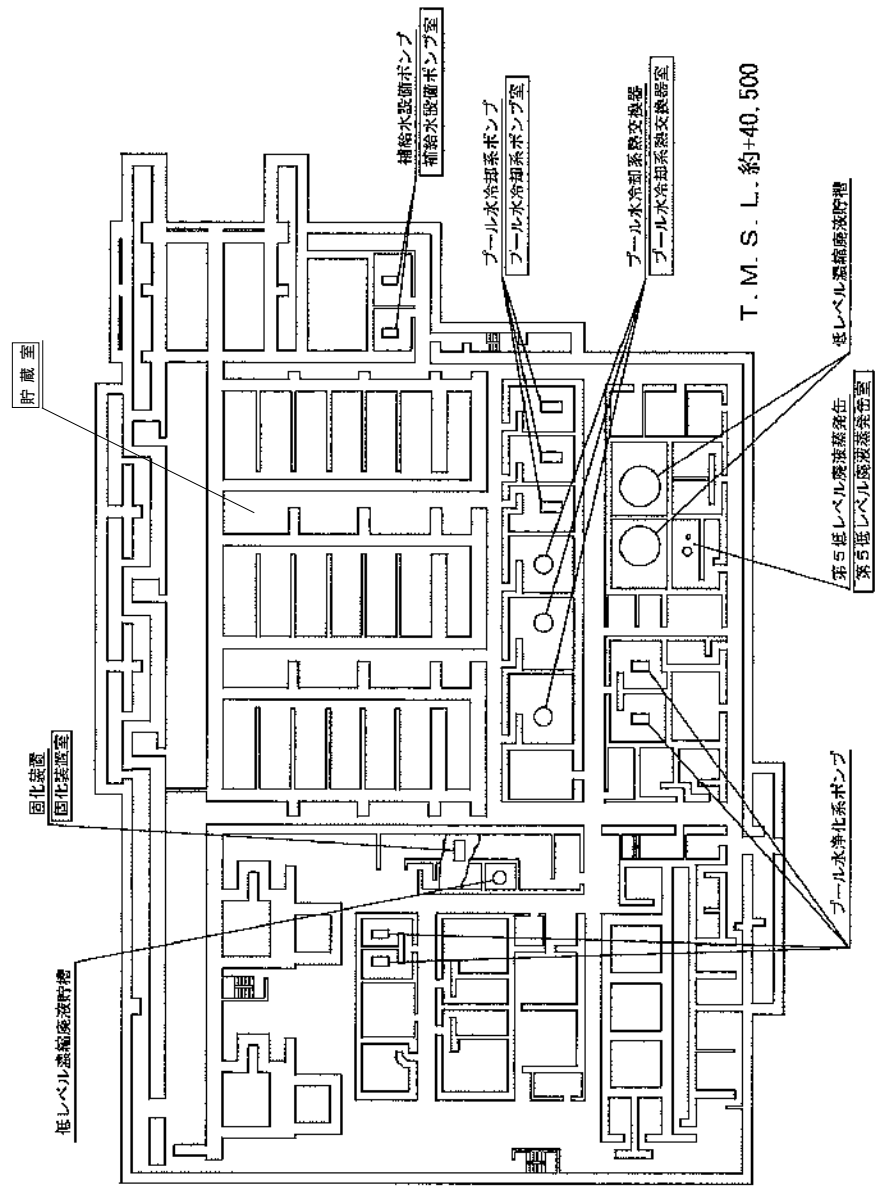 貯蔵室
補給水設備ポンプ
補給水設備ポンプ室
プール水冷却系ポンプ
プール水冷却系ポンプ室
プール水冷却系熱交換器
プール水冷却系熱交換器室
T.M.S.L.約+40,500
低レベル濃縮廃液貯槽
第5低レベル廃液蒸発缶
第5低レベル廃液蒸発缶室
プール水浄化系ポンプ
固化装置
固化装置室
低レベル濃縮廃液貯槽